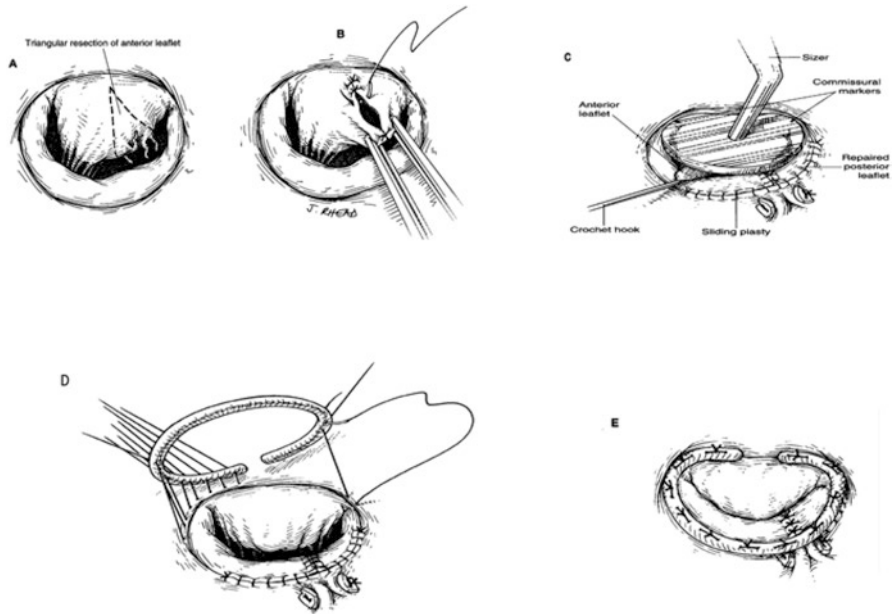 Triangular resection of anterior leaflet
A
B
J. RHEAD
C
Sizer
Commissural
markers
Anterior
leaflet
Repaired
posterior
leaflet
Crochet hook
Sliding plasty
D
E